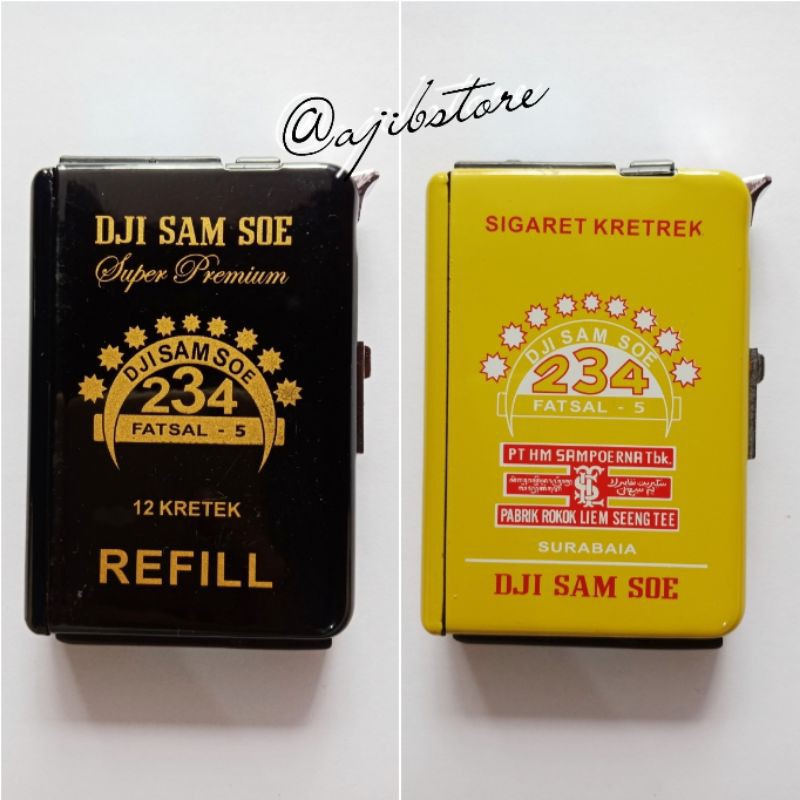 @ajibstore
DJI SAM SOE
Super Premium
DJI SAM SOE
234
FATSAL - 5
12 KRETEK
REFILL
SIGARET KRETREK
DJI SAM SOE
234
FATSAL - 5
PT HM SAMPOERNA Tbk.
PABRIK ROKOK LIEM SEENG TEE
SURABAIA
DJI SAM SOE